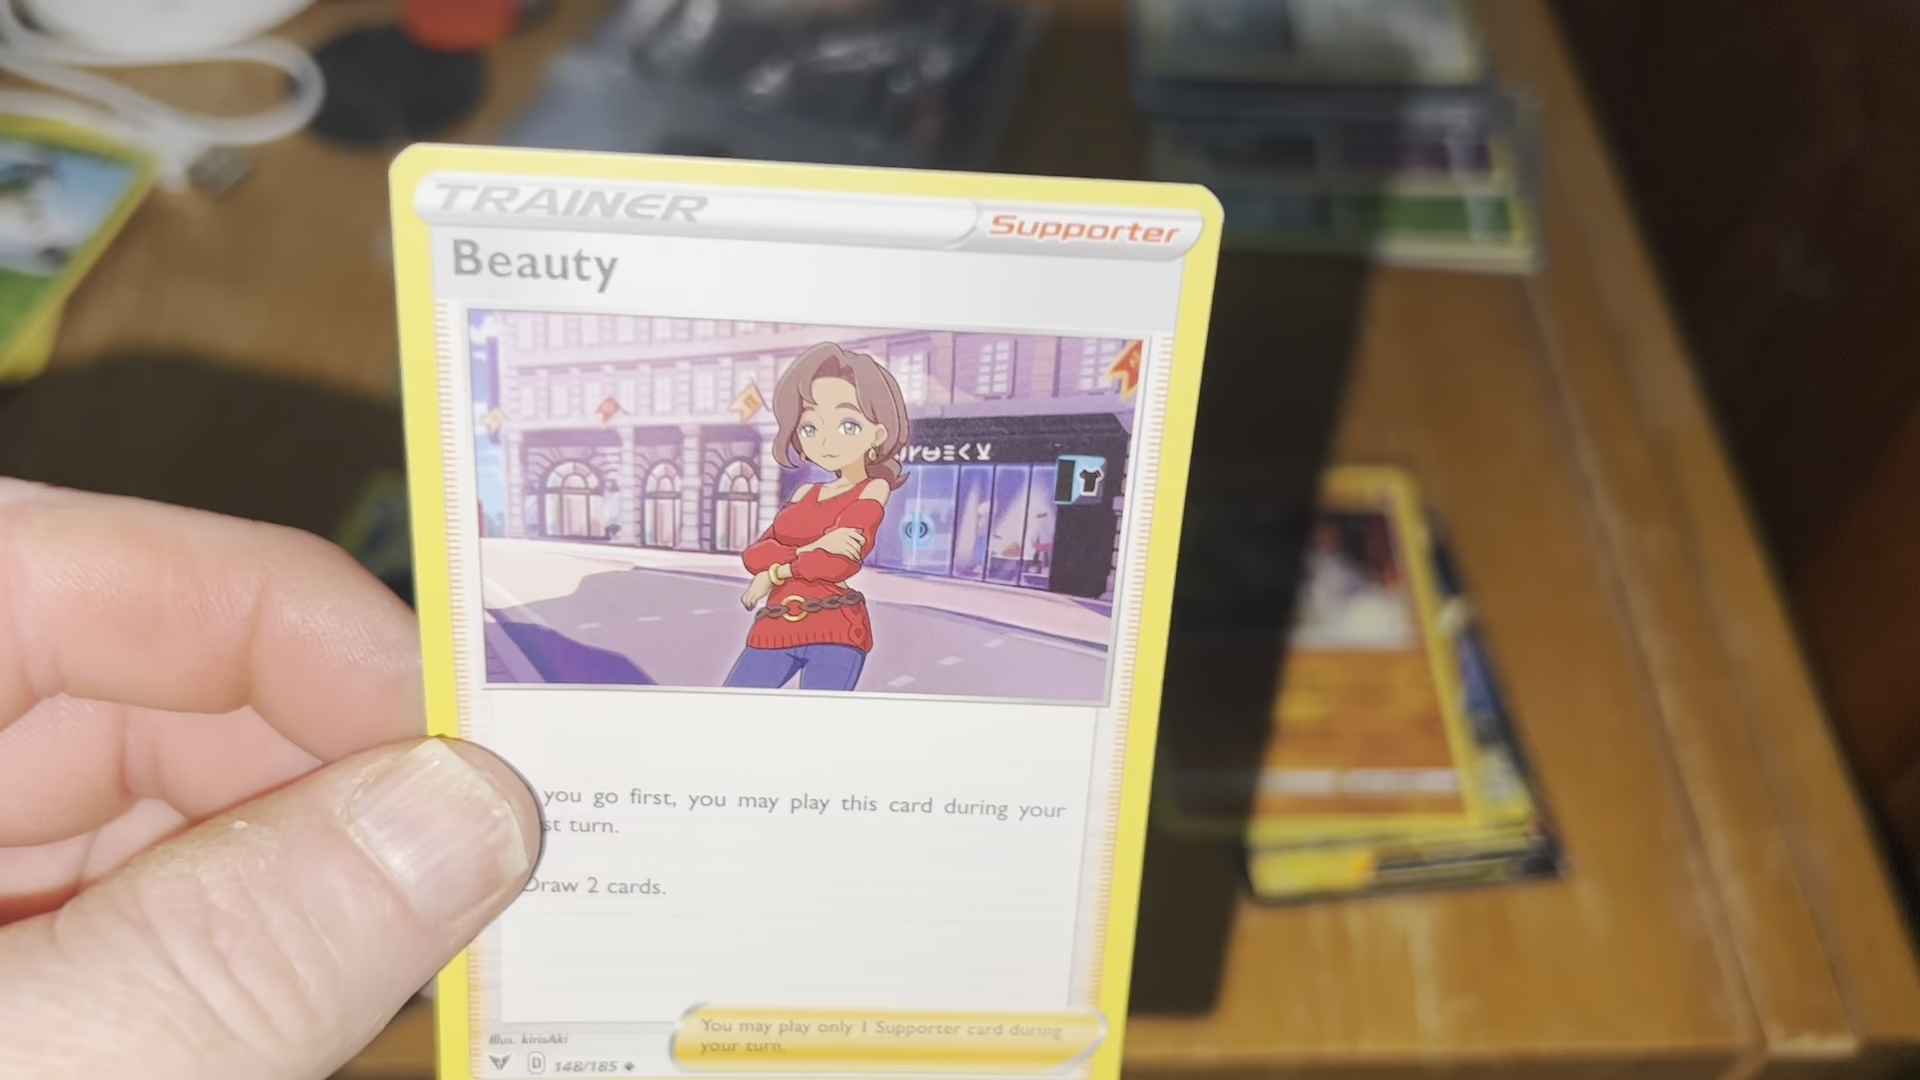 TRAINER
Supporter
Beauty
you go first, you may play this card during your
st turn.
Draw 2 cards.
You may play only 1 Supporter card during
your turn.
Illus. kirisAki
D 148/185